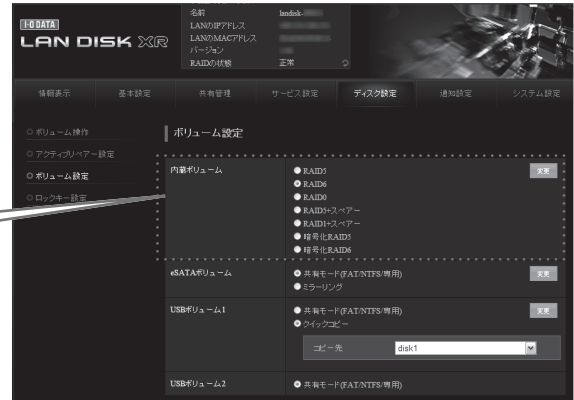 I-O DATA
LAN DISK XR
名前 landisk-
LANのIPアドレス
LANのMACアドレス
バージョン
RAIDの状態 正常
情報表示 基本設定 共有管理 サービス設定 ディスク設定 通知設定 システム設定
ボリューム操作
アクティブリペアー設定
ボリューム設定
ロックキー設定
ボリューム設定
内蔵ボリューム
RAID5
変更
RAID6
RAID0
RAID5+スペアー
RAID1+スペアー
暗号化RAID5
暗号化RAID6
eSATAボリューム
共有モード(FAT/NTFS/専用)
変更
ミラーリング
USBボリューム1
共有モード(FAT/NTFS/専用)
変更
クイックコピー
コピー先 disk1
USBボリューム2
共有モード(FAT/NTFS/専用)